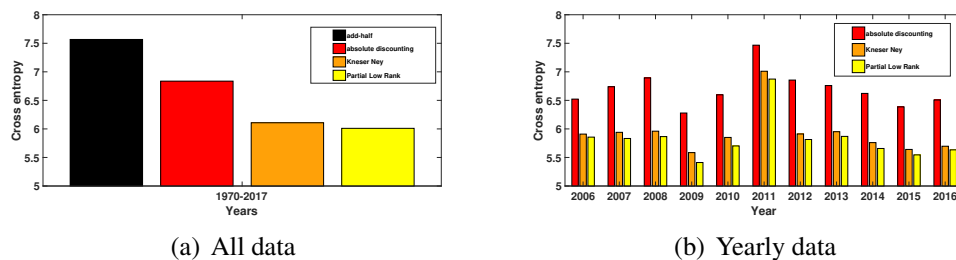 8
7.5
7
6.5
6
5.5
5
Cross entropy
add-half
absolute discounting
Kneser Ney
Partial Low Rank
1970-2017
Years
(a) All data
8
7.5
7
6.5
6
5.5
5
Cross entropy
absolute discounting
Kneser Ney
Partial Low Rank
2006 2007 2008 2009 2010 2011 2012 2013 2014 2015 2016
Year
(b) Yearly data